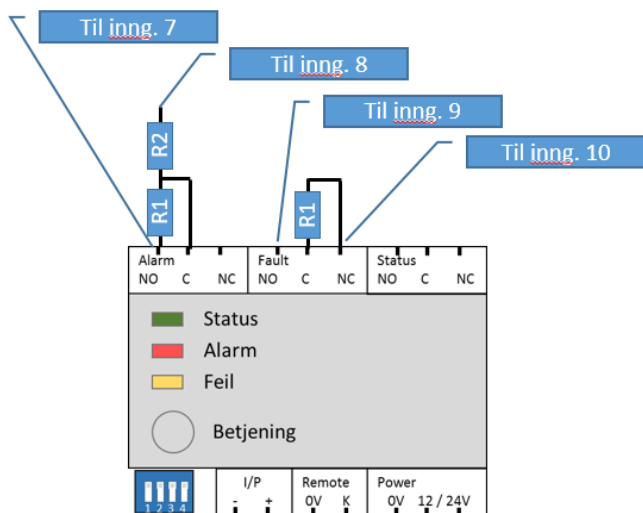 Til inng. 7
Til inng. 8
Til inng. 9
Til inng. 10
R2
R1
R1
Alarm
NO C NC
Fault
NO C NC
Status
NO C NC
Status
Alarm
Feil
Betjening
1 2 3 4
I/P
- +
Remote
0V K
Power
0V 12 / 24V